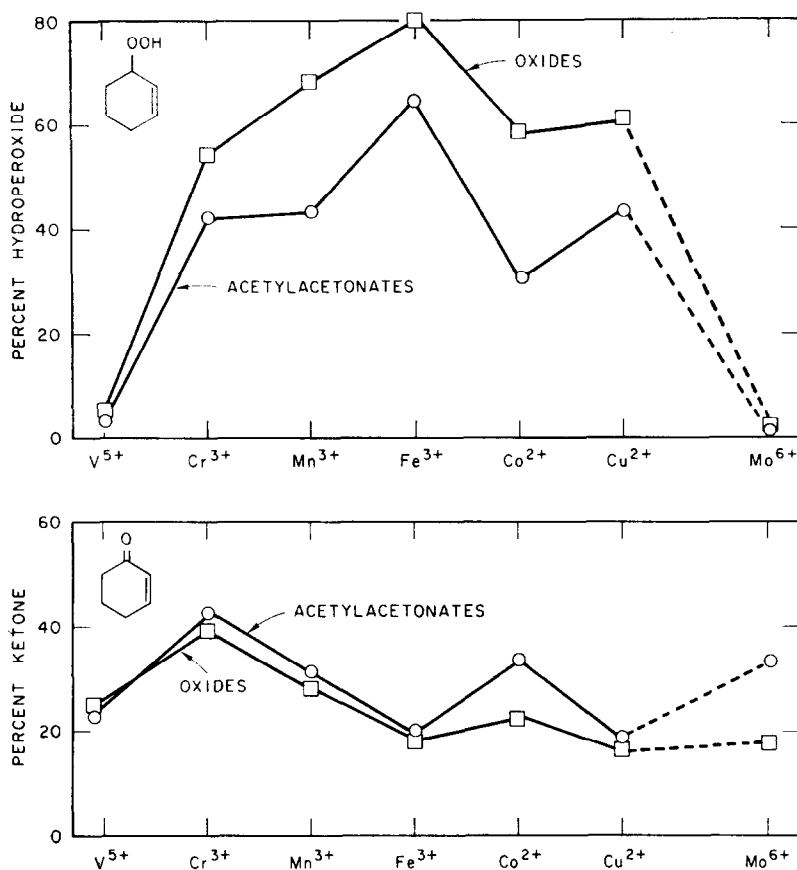 80
60
40
20
0
PERCENT HYDROPEROXIDE
OOH
OXIDES
ACETYLACETONATES
V⁵⁺ Cr³⁺ Mn³⁺ Fe³⁺ Co²⁺ Cu²⁺ Mo⁶⁺
60
40
20
0
PERCENT KETONE
O
ACETYLACETONATES
OXIDES
V⁵⁺ Cr³⁺ Mn³⁺ Fe³⁺ Co²⁺ Cu²⁺ Mo⁶⁺